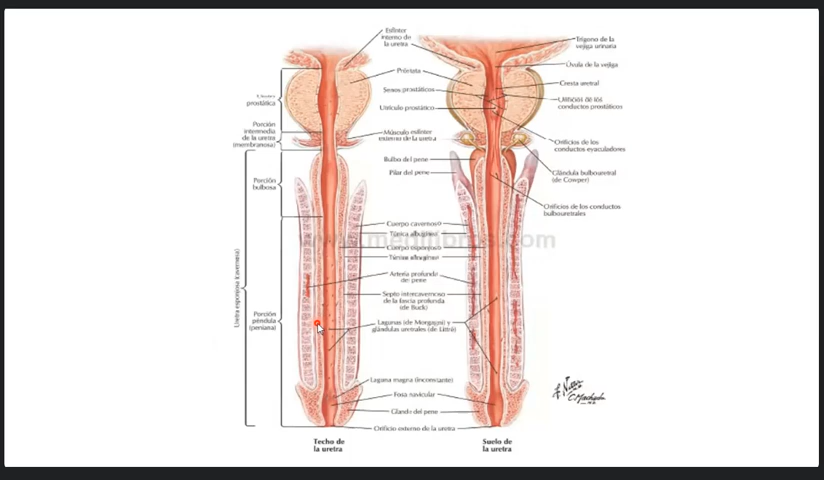 Esfínter
interno de
la uretra
Próstata
Senos prostáticos
Utrículo prostático
prostática
Porción
intermedia
de la uretra
(membranosa)
Músculo esfínter
externo de la uretra
Bulbo del pene
Pilar del pene
Porción
bulbosa
Cuerpo cavernoso
Túnica albugínea
Cuerpo esponjoso
Túnica albugínea
Arteria profunda
del pene
Septo intercavernoso
de la fascia profunda
(de Buck)
Lagunas (de Morgagni) y
glándulas uretrales (de Littré)
Uretra esponjosa (cavernosa)
Porción
péndula
(peniana)
Laguna magna (inconstante)
Fosa navicular
Glande del pene
Orificio externo de la uretra
Techo de
la uretra
Trígono de la
vejiga urinaria
Úvula de la vejiga
Cresta uretral
Orificios de los
conductos prostáticos
Orificios de los
conductos eyaculadores
Glándula bulbouretral
(de Cowper)
Orificios de los conductos
bulbouretrales
Suelo de
la uretra
F. Netter
C. Machado